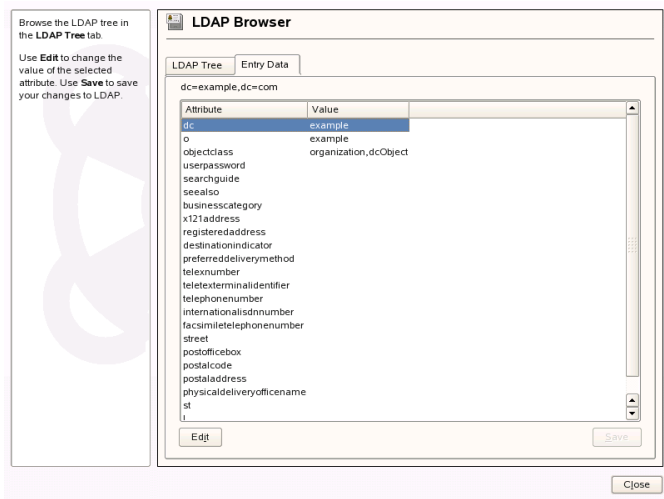 Browse the LDAP tree in
the LDAP Tree tab.
Use Edit to change the
value of the selected
attribute. Use Save to save
your changes to LDAP.
LDAP Browser
LDAP Tree Entry Data
dc=example,dc=com
Attribute Value
dc example
o example
objectclass organization,dcObject
userpassword
searchguide
seealso
businesscategory
x121address
registeredaddress
destinationindicator
preferreddeliverymethod
telexnumber
teletexterminalidentifier
telephonenumber
internationalisdnnumber
facsimiletelephonenumber
street
postofficebox
postalcode
postaladdress
physicaldeliveryofficename
st
l
Edit Save
Close